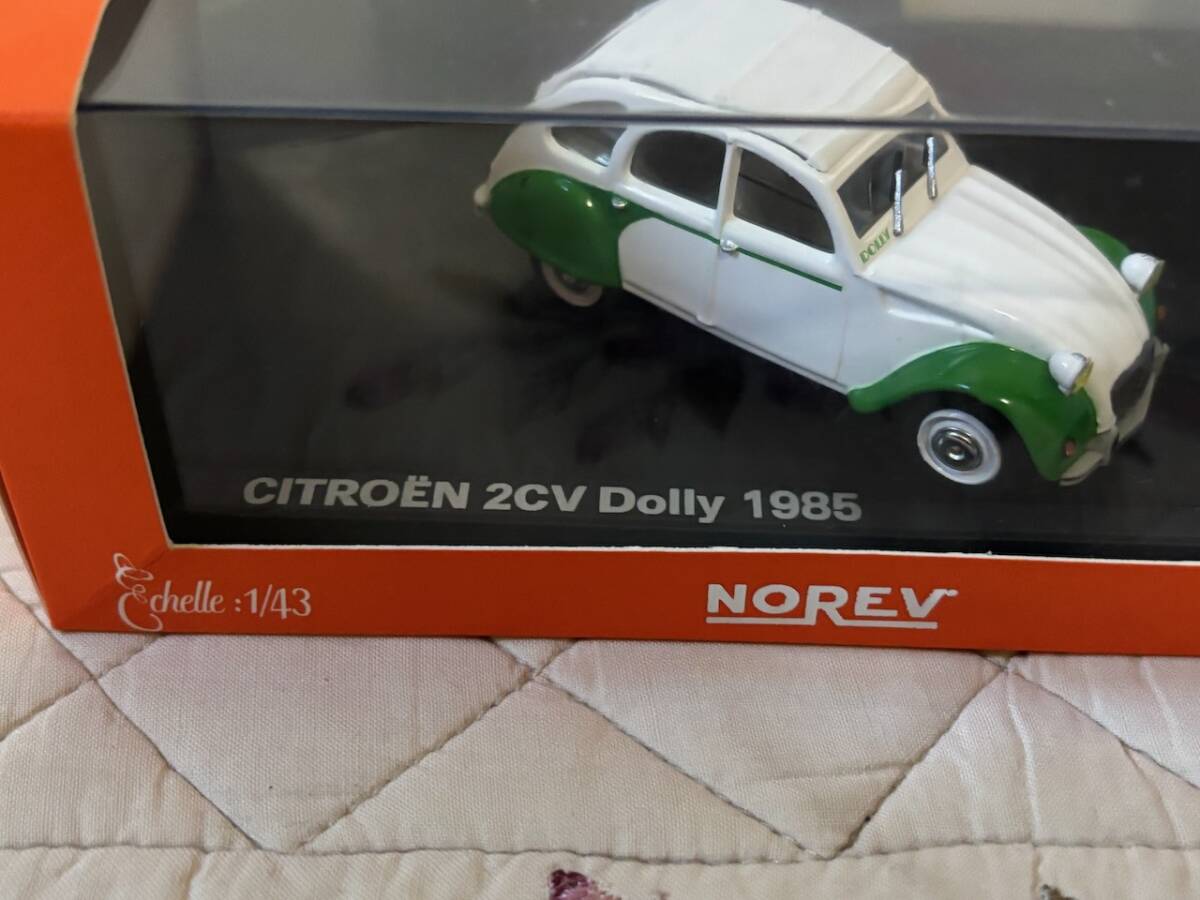 DOLLY
CITROËN 2CV Dolly 1985
Echelle : 1/43
NOREV